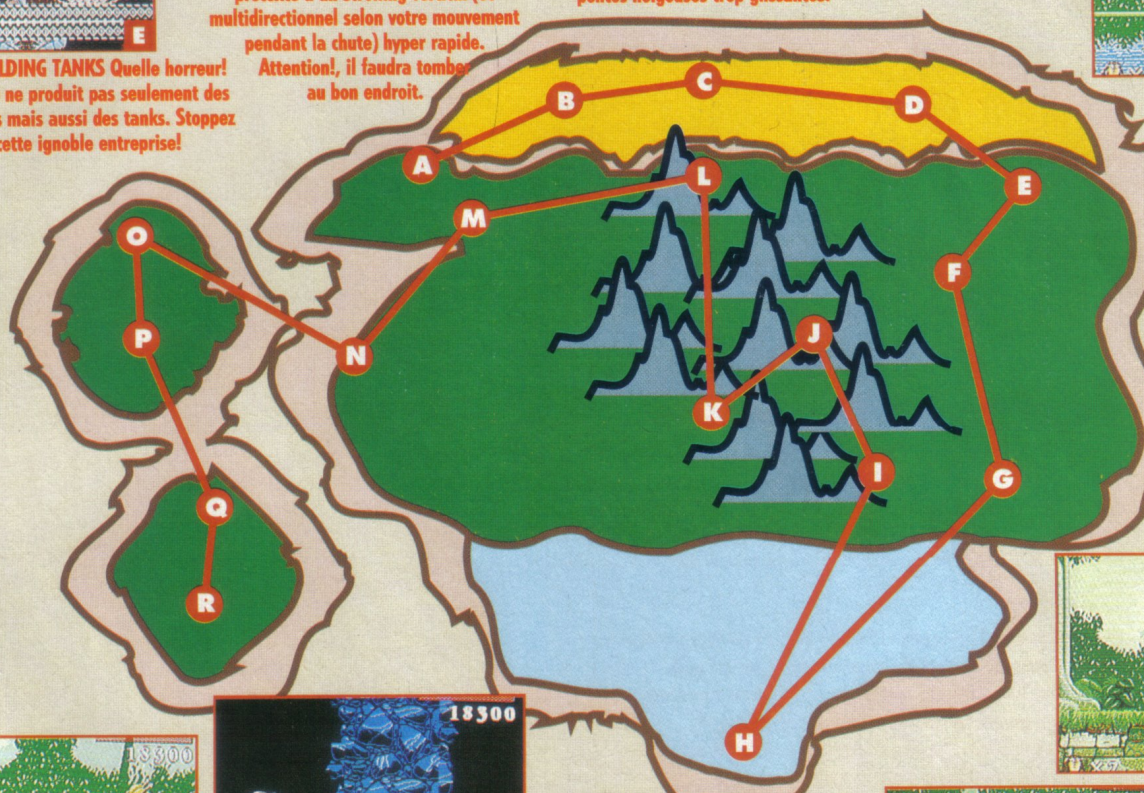 E
LDING TANKS Quelle horreur!
ne produit pas seulement des
mais aussi des tanks. Stoppez
cette ignoble entreprise!
multidirectionnel selon votre mouvement
pendant la chute) hyper rapide.
Attention!, il faudra tomber
au bon endroit.
A
B
C
D
E
F
G
H
I
J
K
L
M
N
O
P
Q
R
18300
18300